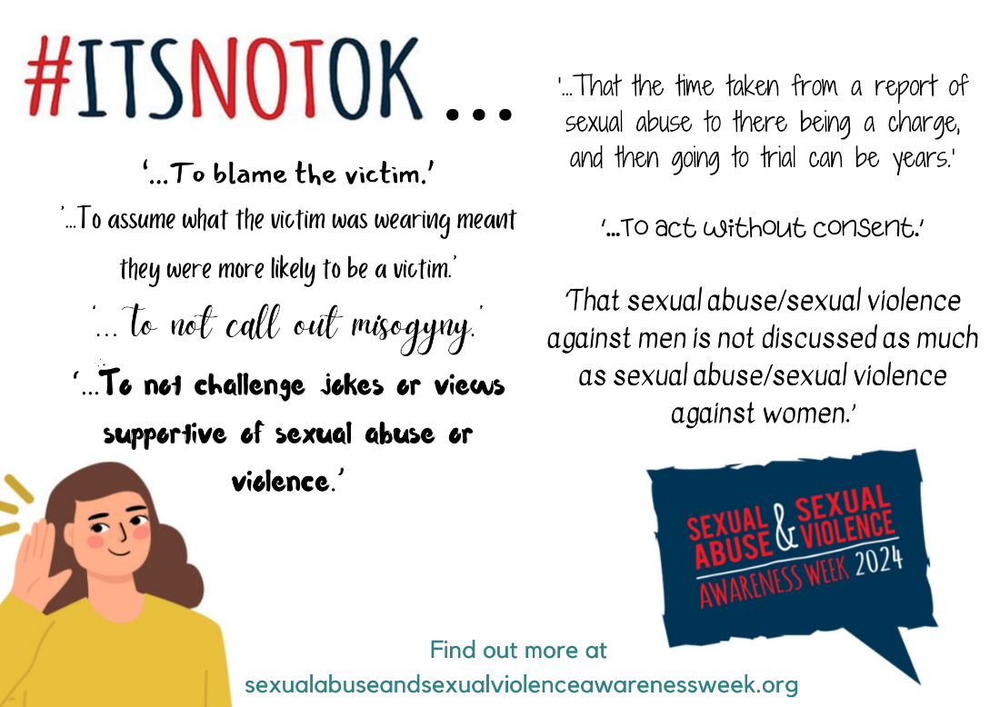 #ITSNOTOK ...
'...To blame the victim.'
'...To assume what the victim was wearing meant
they were more likely to be a victim.'
'...To not call out misogyny.'
'...To not challenge jokes or views
supportive of sexual abuse or
violence.'
'...That the time taken from a report of
sexual abuse to there being a charge,
and then going to trial can be years.'
'...To act without consent.'
'That sexual abuse/sexual violence
against men is not discussed as much
as sexual abuse/sexual violence
against women.'
SEXUAL ABUSE & SEXUAL VIOLENCE
AWARENESS WEEK 2024
Find out more at
sexualabuseandsexualviolenceawarenessweek.org